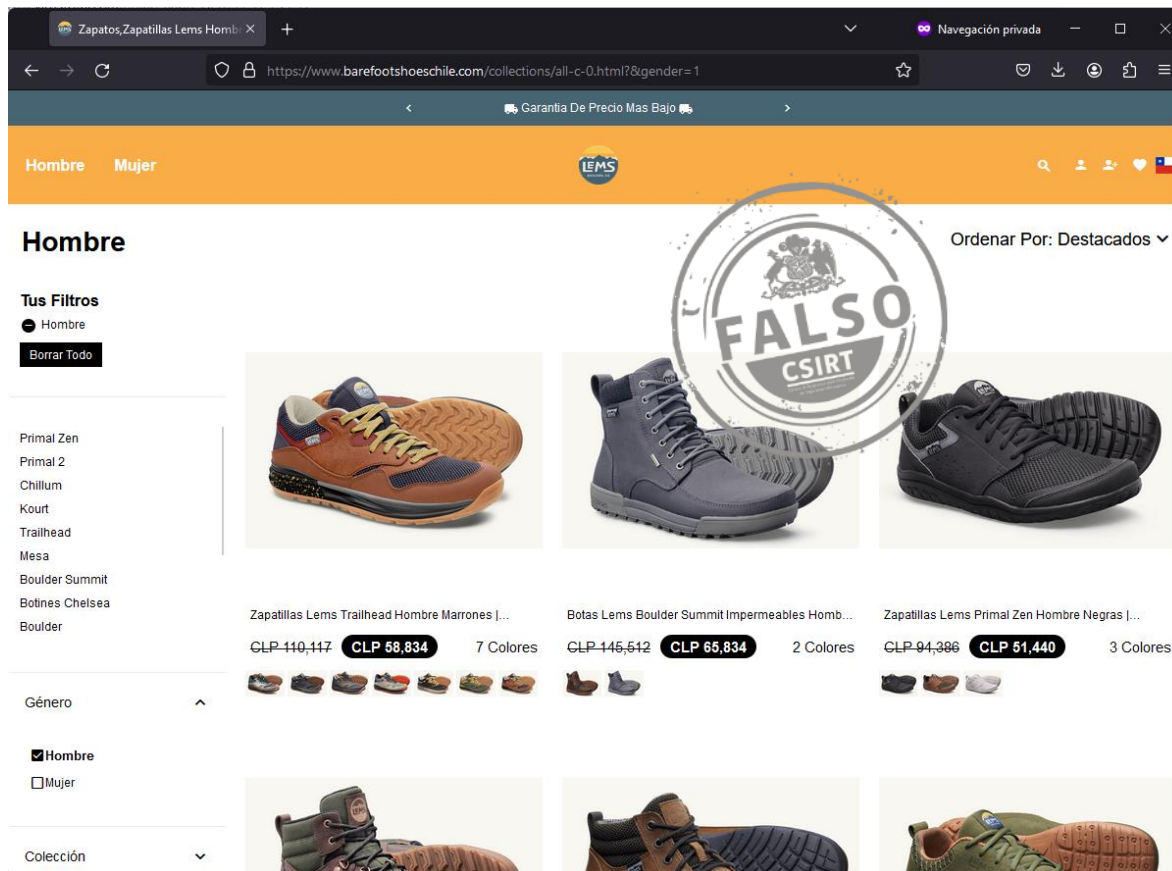 Zapatos,Zapatillas Lems Hombr
Navegación privada
https://www.barefootshoeschile.com/collections/all-c-0.html?&gender=1
Garantia De Precio Mas Bajo
Hombre Mujer
LEMS
Hombre
Ordenar Por: Destacados
Tus Filtros
Hombre
Borrar Todo
FALSO
CSIRT
Primal Zen
Primal 2
Chillum
Kourt
Trailhead
Mesa
Boulder Summit
Botines Chelsea
Boulder
Zapatillas Lems Trailhead Hombre Marrones |...
CLP 110,117 CLP 58,834 7 Colores
Botas Lems Boulder Summit Impermeables Homb...
CLP 145,512 CLP 65,834 2 Colores
Zapatillas Lems Primal Zen Hombre Negras |...
CLP 94,386 CLP 51,440 3 Colores
Género
Hombre
Mujer
Colección